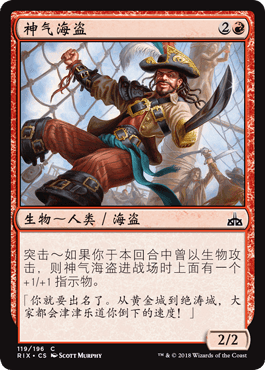 神气海盗 2
生物～人类 / 海盗
突击～如果你于本回合中曾以生物攻
击，则神气海盗进战场时上面有一个
+1/+1 指示物。
「你就要出名了。从黄金城到绝涛域，大
家都会津津乐道你倒下的速度！」
2/2
119/196 C
RIX • CS SCOTT MURPHY
™ & © 2018 Wizards of the Coast